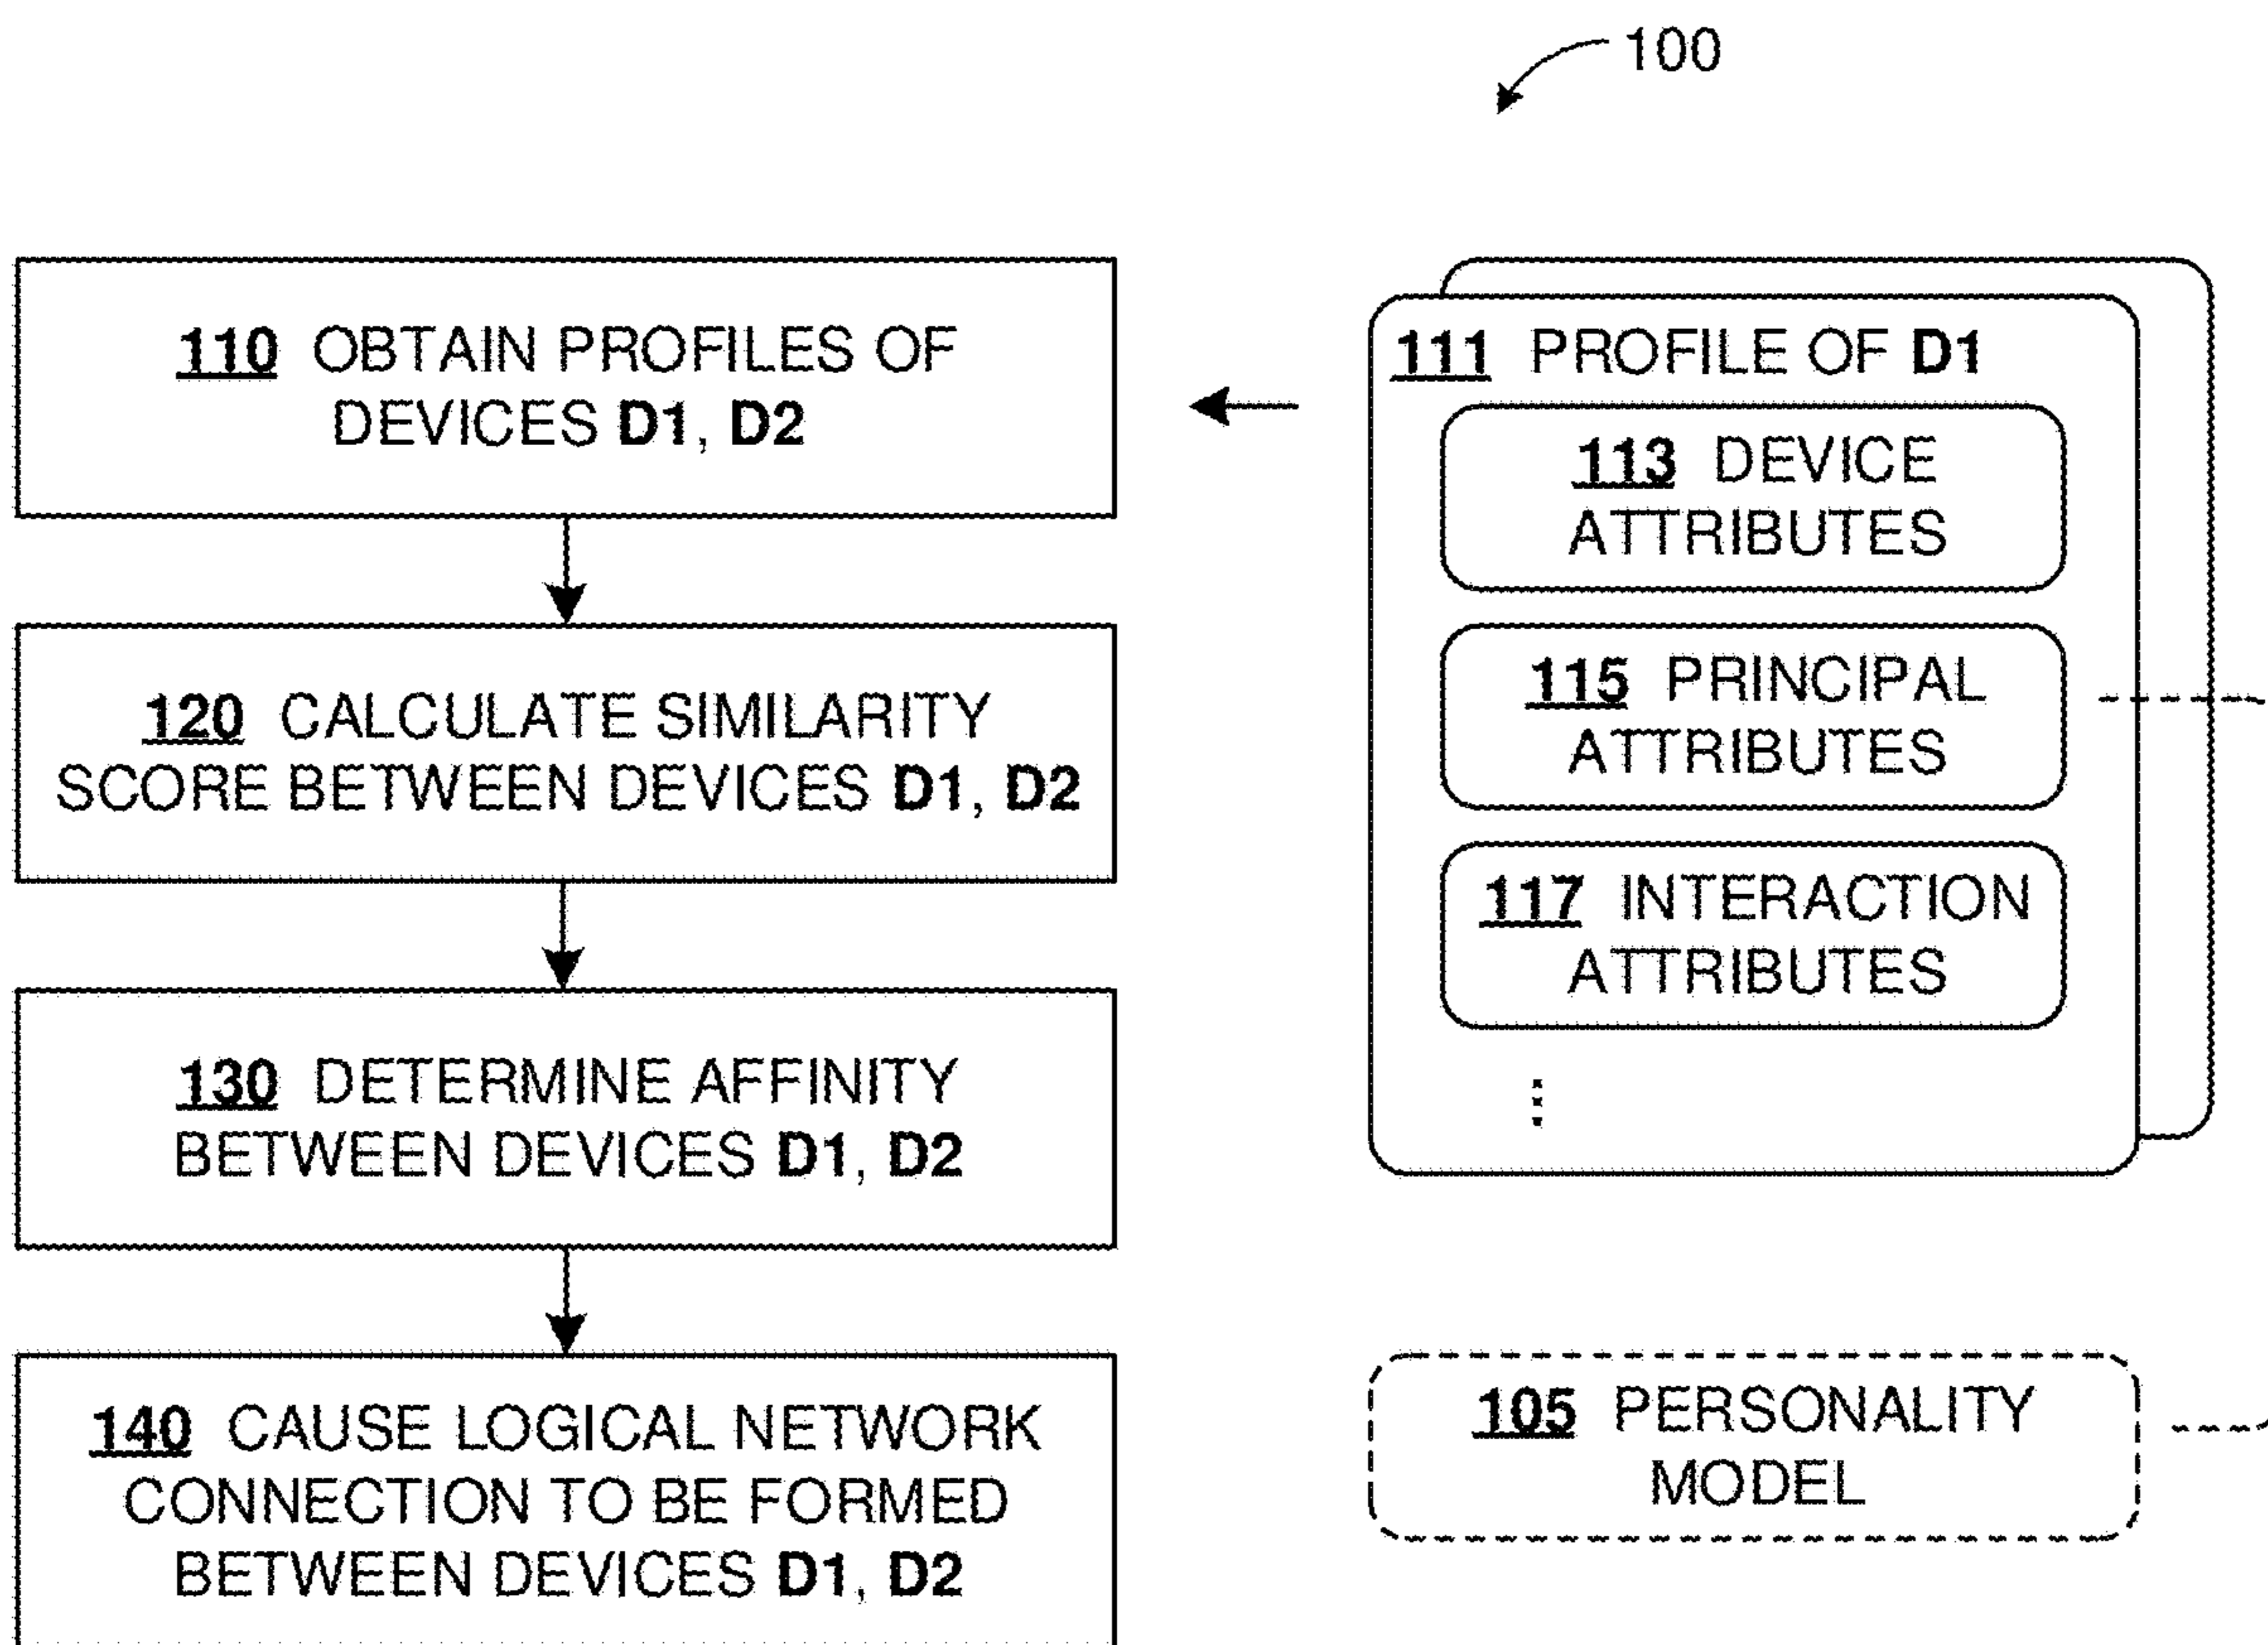 100
110 OBTAIN PROFILES OF
DEVICES D1, D2
120 CALCULATE SIMILARITY
SCORE BETWEEN DEVICES D1, D2
130 DETERMINE AFFINITY
BETWEEN DEVICES D1, D2
140 CAUSE LOGICAL NETWORK
CONNECTION TO BE FORMED
BETWEEN DEVICES D1, D2
111 PROFILE OF D1
113 DEVICE
ATTRIBUTES
115 PRINCIPAL
ATTRIBUTES
117 INTERACTION
ATTRIBUTES
⋮
105 PERSONALITY
MODEL